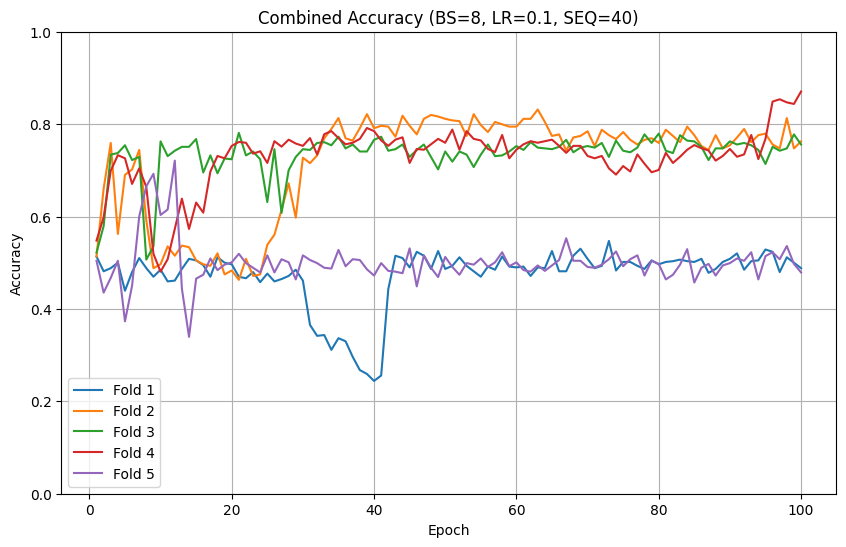 Combined Accuracy (BS=8, LR=0.1, SEQ=40)
1.0
0.8
0.6
0.4
0.2
0.0
Accuracy
Fold 1
Fold 2
Fold 3
Fold 4
Fold 5
0 20 40 60 80 100
Epoch